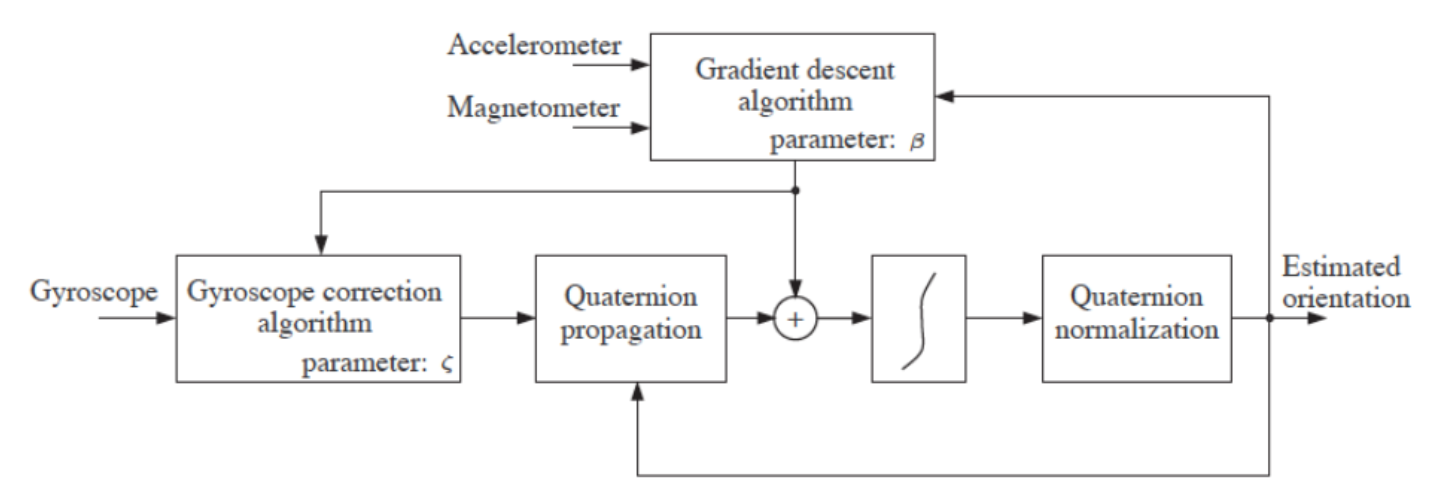 Accelerometer
Magnetometer
Gradient descent
algorithm
parameter: β
Gyroscope
Gyroscope correction
algorithm
parameter: ζ
Quaternion
propagation
+
∫
Quaternion
normalization
Estimated
orientation